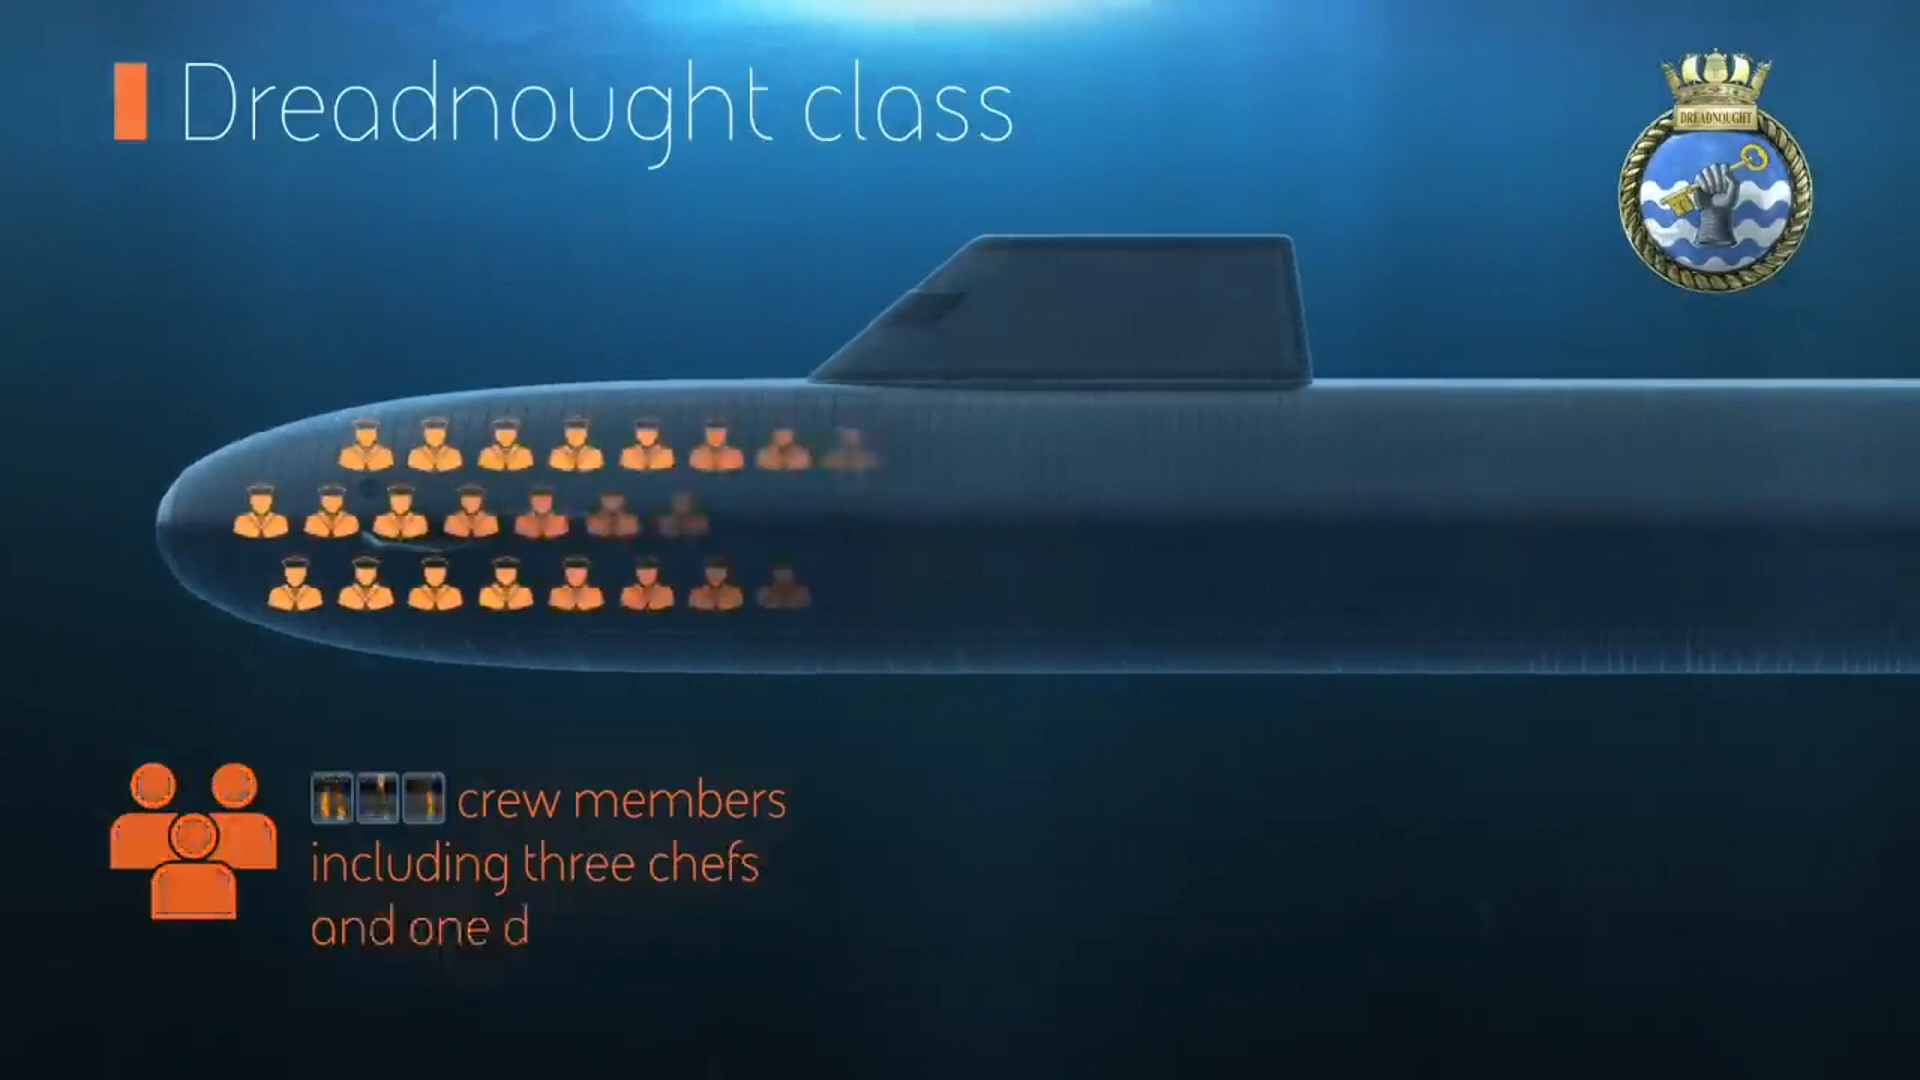 Dreadnought class
DREADNOUGHT
crew members
including three chefs
and one d